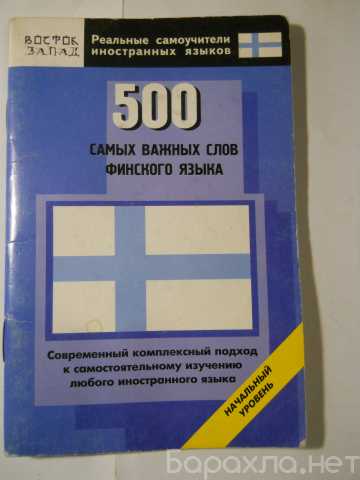 ВОСТОК
ЗАПАД
Реальные самоучители
иностранных языков
500
САМЫХ ВАЖНЫХ СЛОВ
ФИНСКОГО ЯЗЫКА
Современный комплексный подход
к самостоятельному изучению
любого иностранного языка
НАЧАЛЬНЫЙ
УРОВЕНЬ
барахла.нет